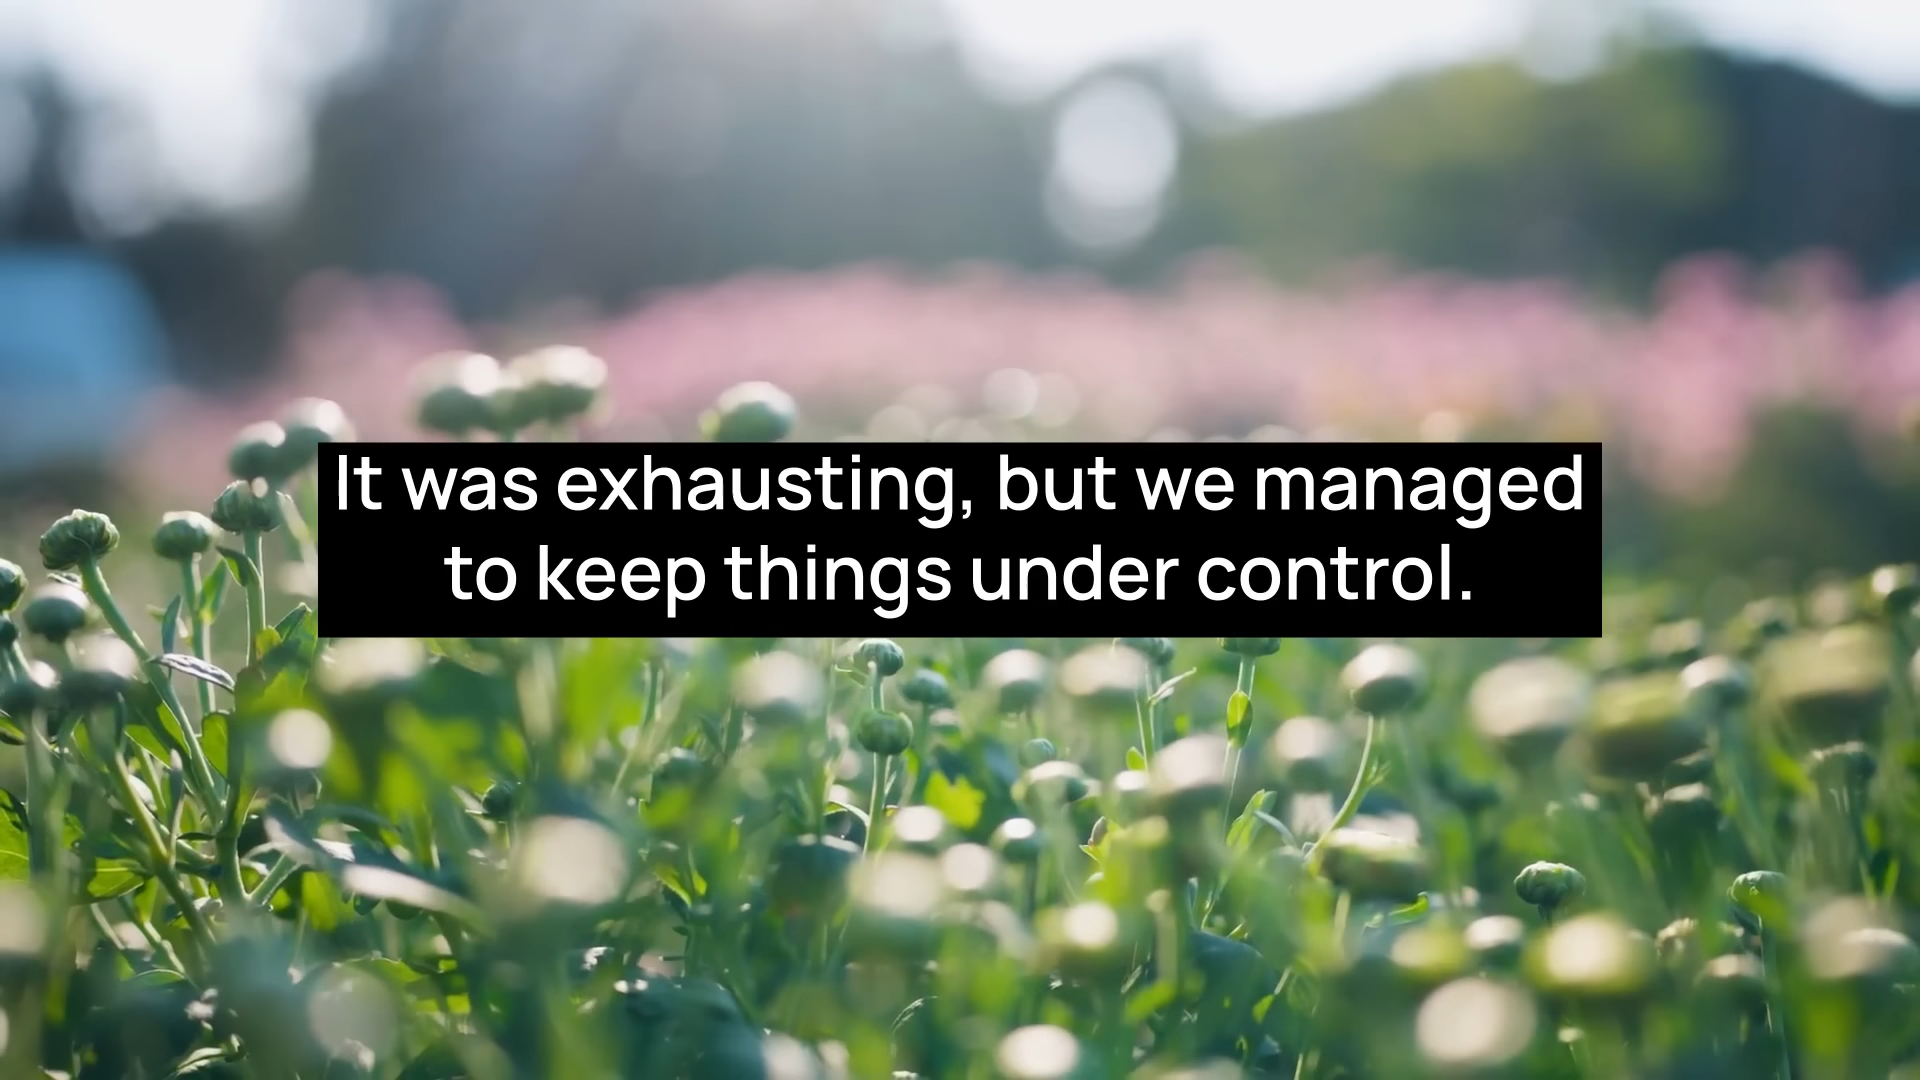 It was exhausting, but we managed
to keep things under control.